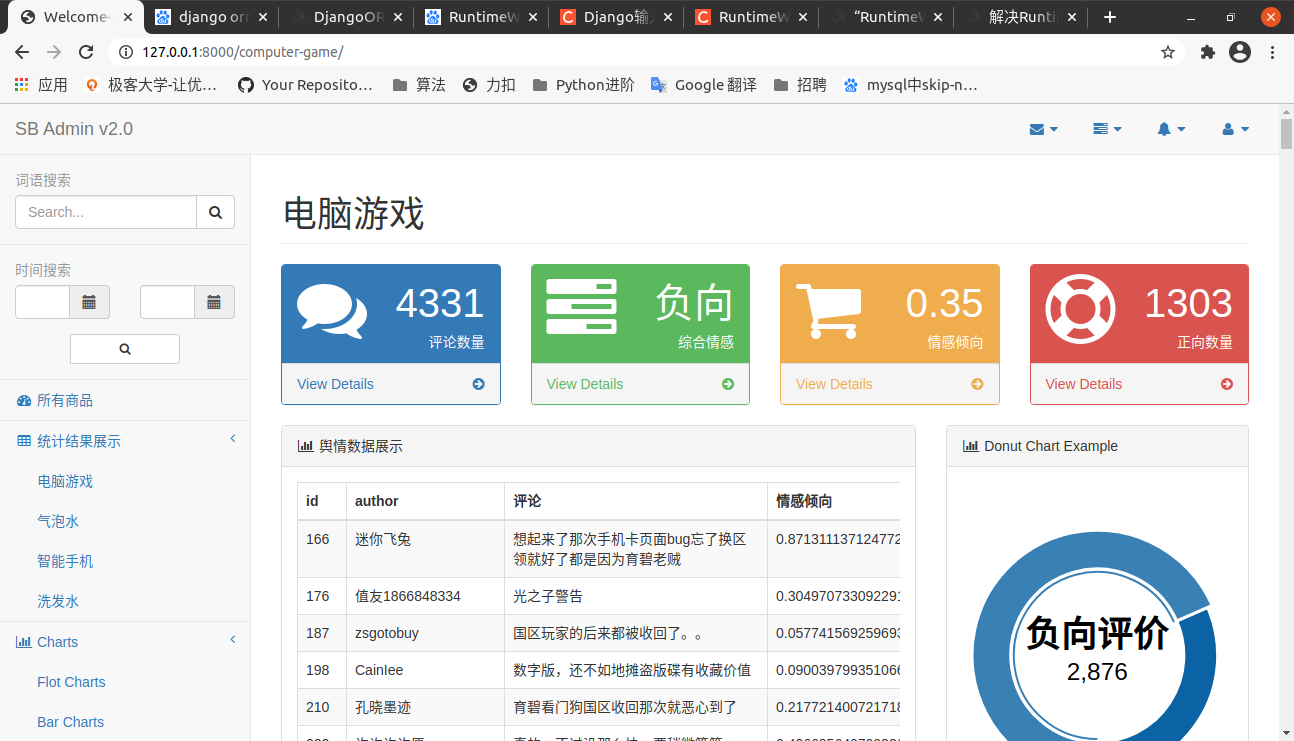 Welcome-
django orr
DjangoOR
RuntimeW
Django输
RuntimeW
“Runtime
解决Runti
127.0.0.1:8000/computer-game/
应用
极客大学-让优…
Your Reposito…
算法
力扣
Python进阶
Google 翻译
招聘
mysql中skip-n…
SB Admin v2.0
词语搜索
Search...
时间搜索
所有商品
统计结果展示
电脑游戏
气泡水
智能手机
洗发水
Charts
Flot Charts
Bar Charts
电脑游戏
4331
评论数量
View Details
负向
综合情感
View Details
0.35
情感倾向
View Details
1303
正向数量
View Details
舆情数据展示
id author 评论 情感倾向
166 迷你飞兔 想起来了那次手机卡页面bug忘了换区 0.871311137124772
领就好了都是因为育碧老贼
176 值友1866848334 光之子警告 0.304970733092291
187 zsgotobuy 国区玩家的后来都被收回了。。 0.057741569259693
198 CainIee 数字版，还不如地摊盗版碟有收藏价值 0.090039799351066
210 孔晓墨迹 育碧看门狗国区收回那次就恶心到了 0.217721400721718
Donut Chart Example
负向评价
2,876